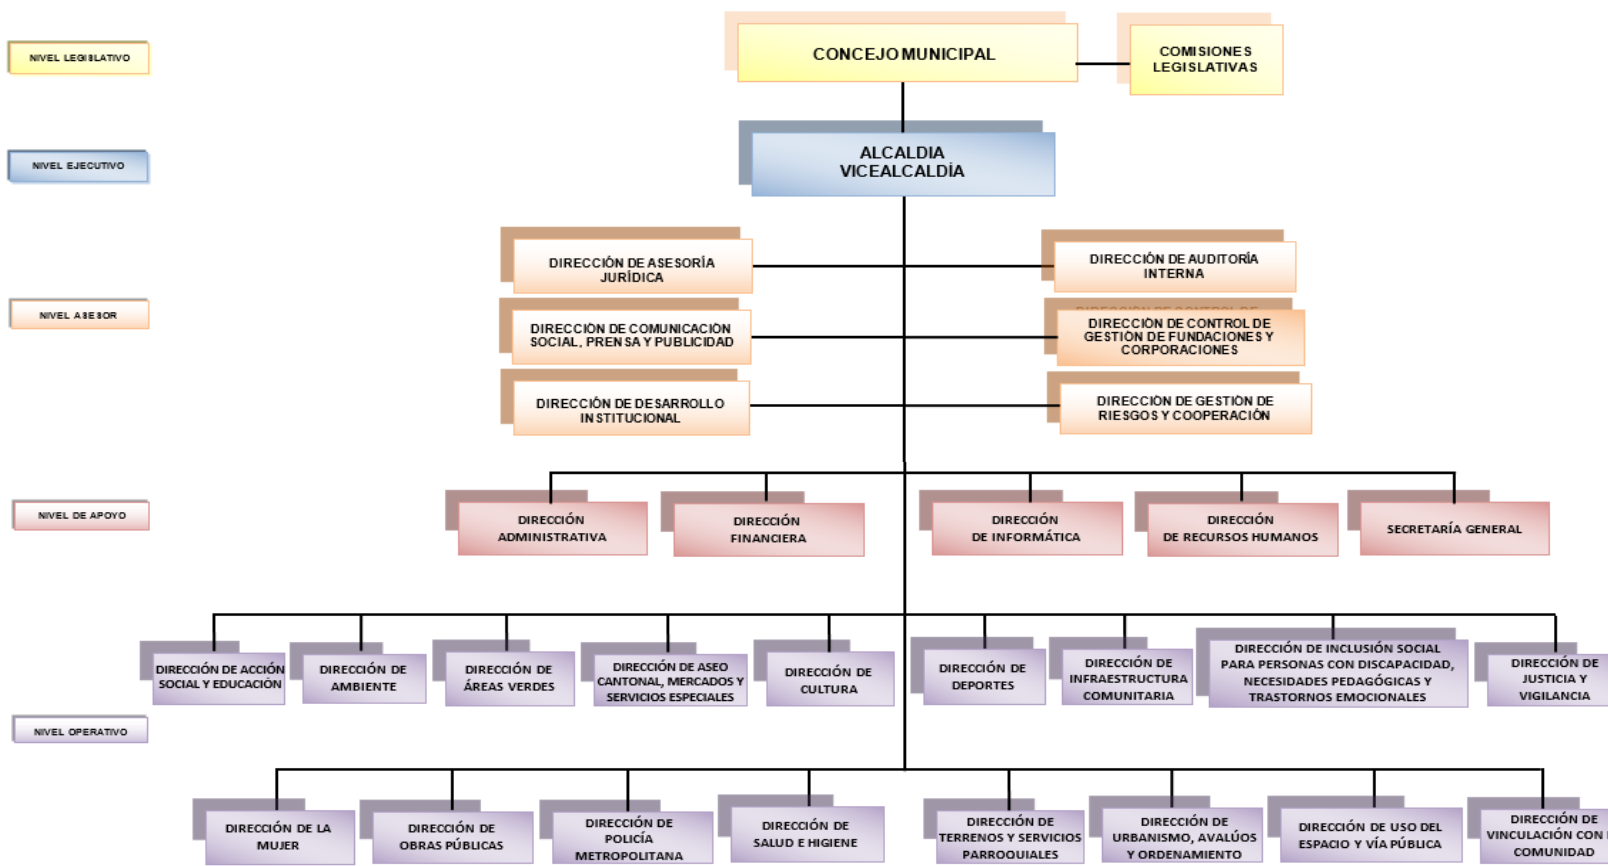 NIVEL LEGISLATIVO
CONCEJO MUNICIPAL
COMISIONES
LEGISLATIVAS
NIVEL EJECUTIVO
ALCALDIA
VICEALCALDÍA
DIRECCIÓN DE ASESORÍA
JURÍDICA
DIRECCIÓN DE AUDITORÍA
INTERNA
NIVEL ASESOR
DIRECCIÓN DE COMUNICACIÓN
SOCIAL, PRENSA Y PUBLICIDAD
DIRECCIÓN DE CONTROL DE
GESTIÓN DE FUNDACIONES Y
CORPORACIONES
DIRECCIÓN DE DESARROLLO
INSTITUCIONAL
DIRECCIÓN DE GESTIÓN DE
RIESGOS Y COOPERACIÓN
NIVEL DE APOYO
DIRECCIÓN
ADMINISTRATIVA
DIRECCIÓN
FINANCIERA
DIRECCIÓN
DE INFORMÁTICA
DIRECCIÓN
DE RECURSOS HUMANOS
SECRETARÍA GENERAL
DIRECCIÓN DE ACCIÓN
SOCIAL Y EDUCACIÓN
DIRECCIÓN DE
AMBIENTE
DIRECCIÓN DE
ÁREAS VERDES
DIRECCIÓN DE ASEO
CANTONAL, MERCADOS Y
SERVICIOS ESPECIALES
DIRECCIÓN DE
CULTURA
DIRECCIÓN DE
DEPORTES
DIRECCIÓN DE
INFRAESTRUCTURA
COMUNITARIA
DIRECCIÓN DE INCLUSIÓN SOCIAL
PARA PERSONAS CON DISCAPACIDAD,
NECESIDADES PEDAGÓGICAS Y
TRASTORNOS EMOCIONALES
DIRECCIÓN DE
JUSTICIA Y
VIGILANCIA
NIVEL OPERATIVO
DIRECCIÓN DE LA
MUJER
DIRECCIÓN DE
OBRAS PÚBLICAS
DIRECCIÓN DE
POLICÍA
METROPOLITANA
DIRECCIÓN DE
SALUD E HIGIENE
DIRECCIÓN DE
TERRENOS Y SERVICIOS
PARROQUIALES
DIRECCIÓN DE
URBANISMO, AVALÚOS
Y ORDENAMIENTO
DIRECCIÓN DE USO DEL
ESPACIO Y VÍA PÚBLICA
DIRECCIÓN DE
VINCULACIÓN CON
COMUNIDAD